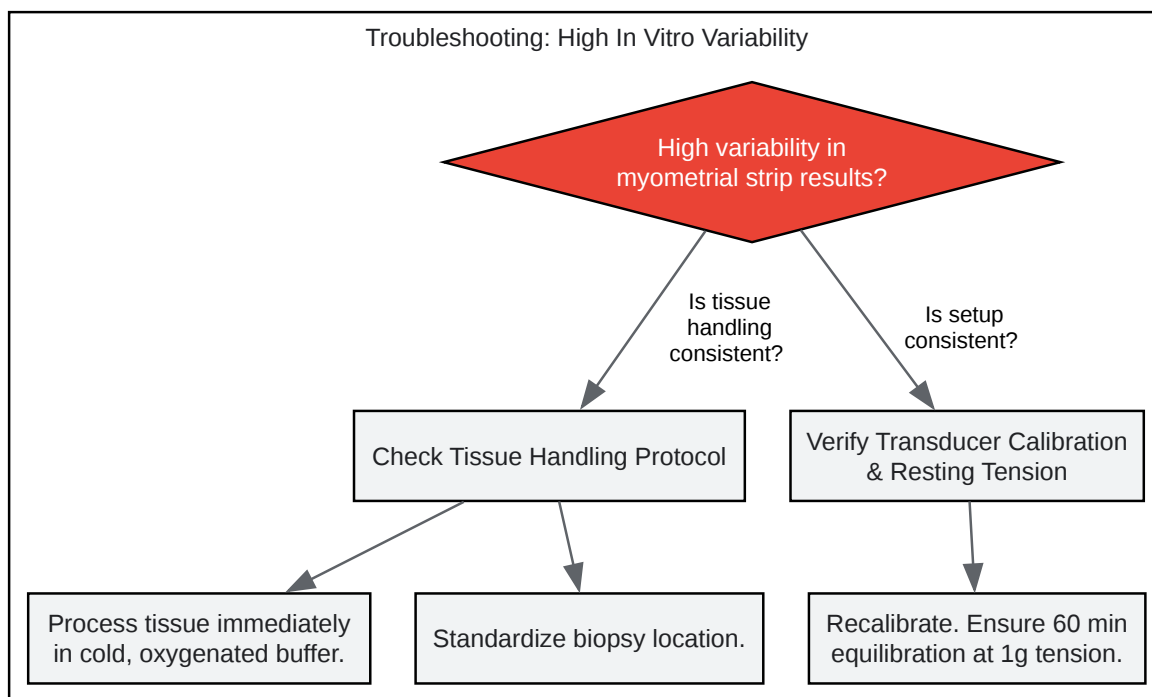 Troubleshooting: High In Vitro Variability
High variability in
myometrial strip results?
Is tissue
handling
consistent?
Is setup
consistent?
Check Tissue Handling Protocol
Verify Transducer Calibration
& Resting Tension
Process tissue immediately
in cold, oxygenated buffer.
Standardize biopsy location.
Recalibrate. Ensure 60 min
equilibration at 1g tension.